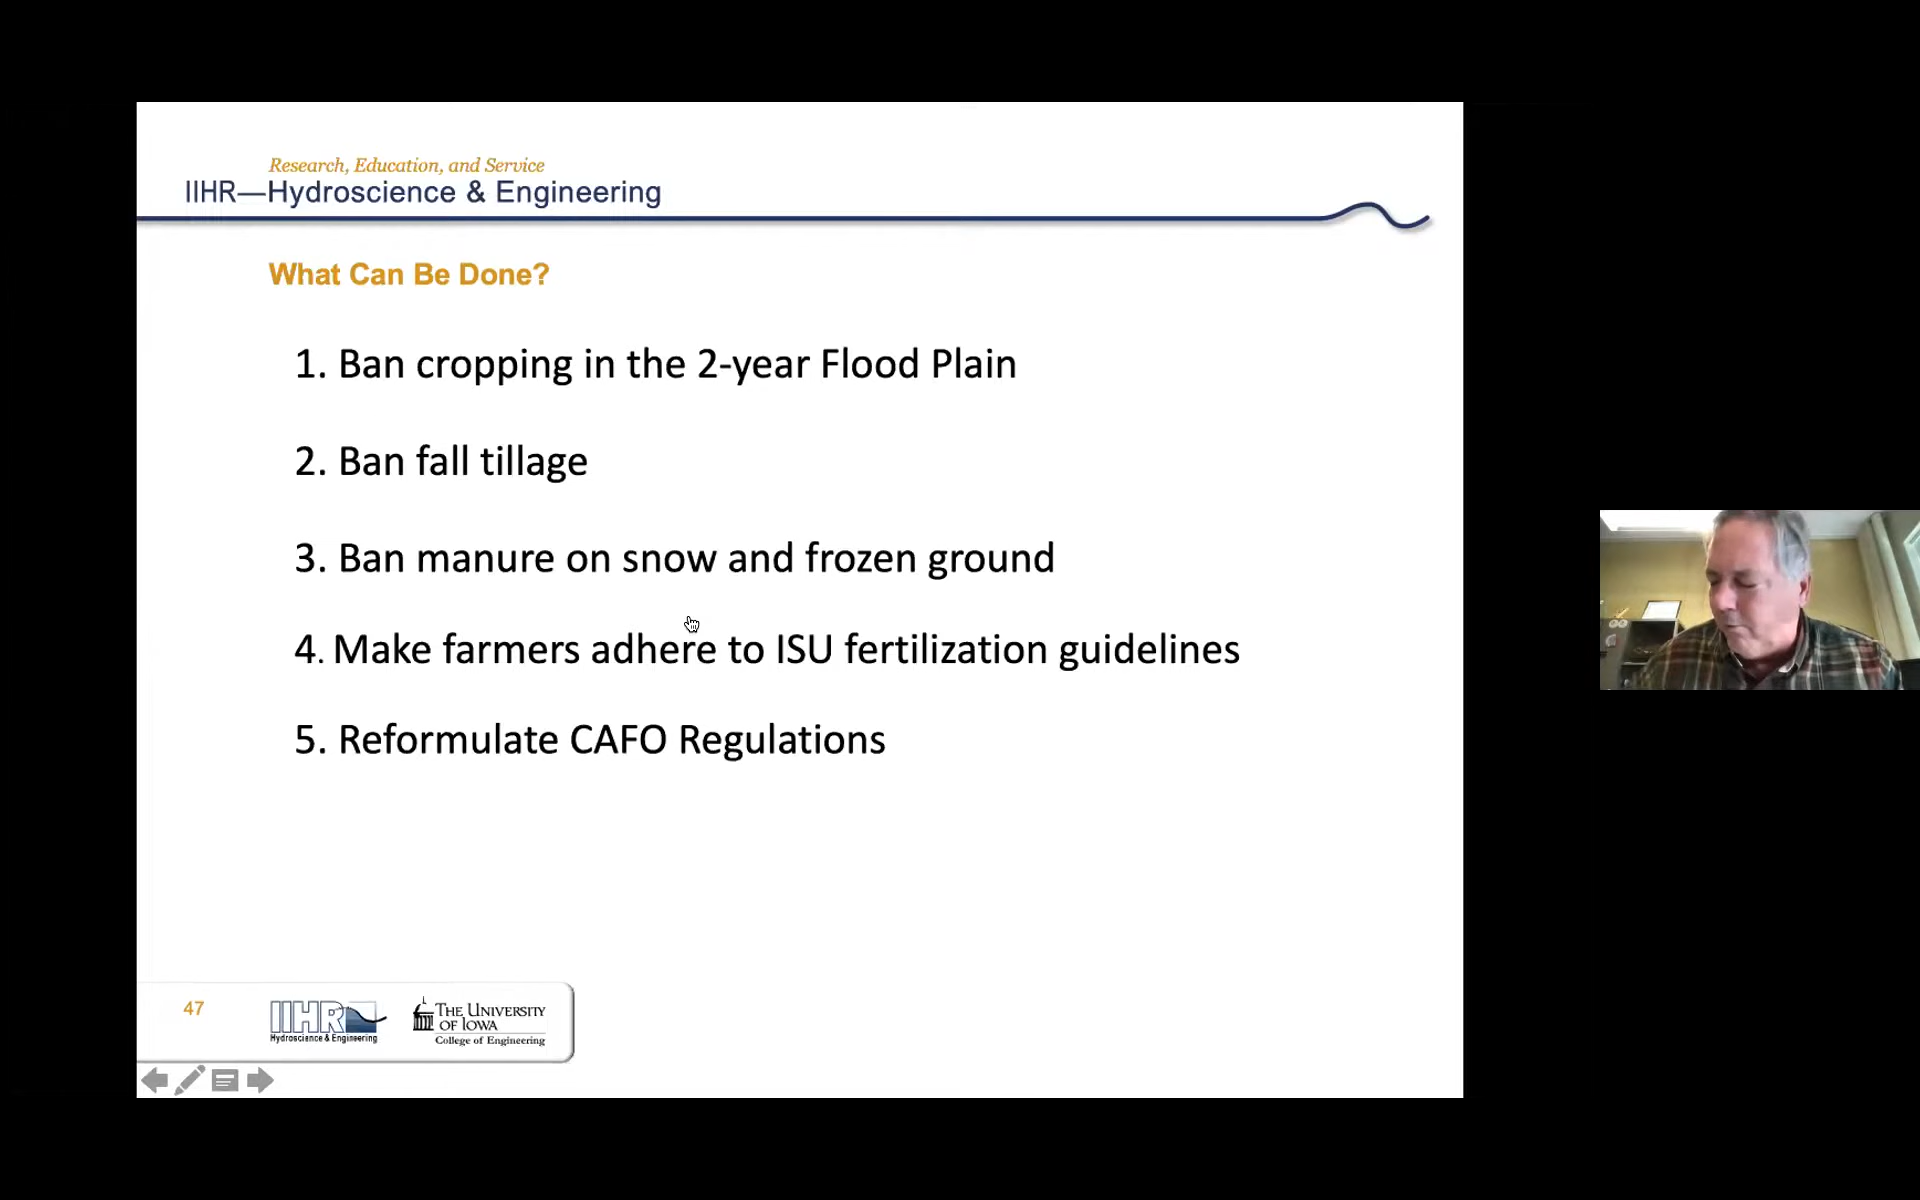 Research, Education, and Service
IIHR—Hydroscience & Engineering
What Can Be Done?
1. Ban cropping in the 2-year Flood Plain
2. Ban fall tillage
3. Ban manure on snow and frozen ground
4. Make farmers adhere to ISU fertilization guidelines
5. Reformulate CAFO Regulations
47
IIHR
Hydroscience & Engineering
THE UNIVERSITY
OF IOWA
College of Engineering